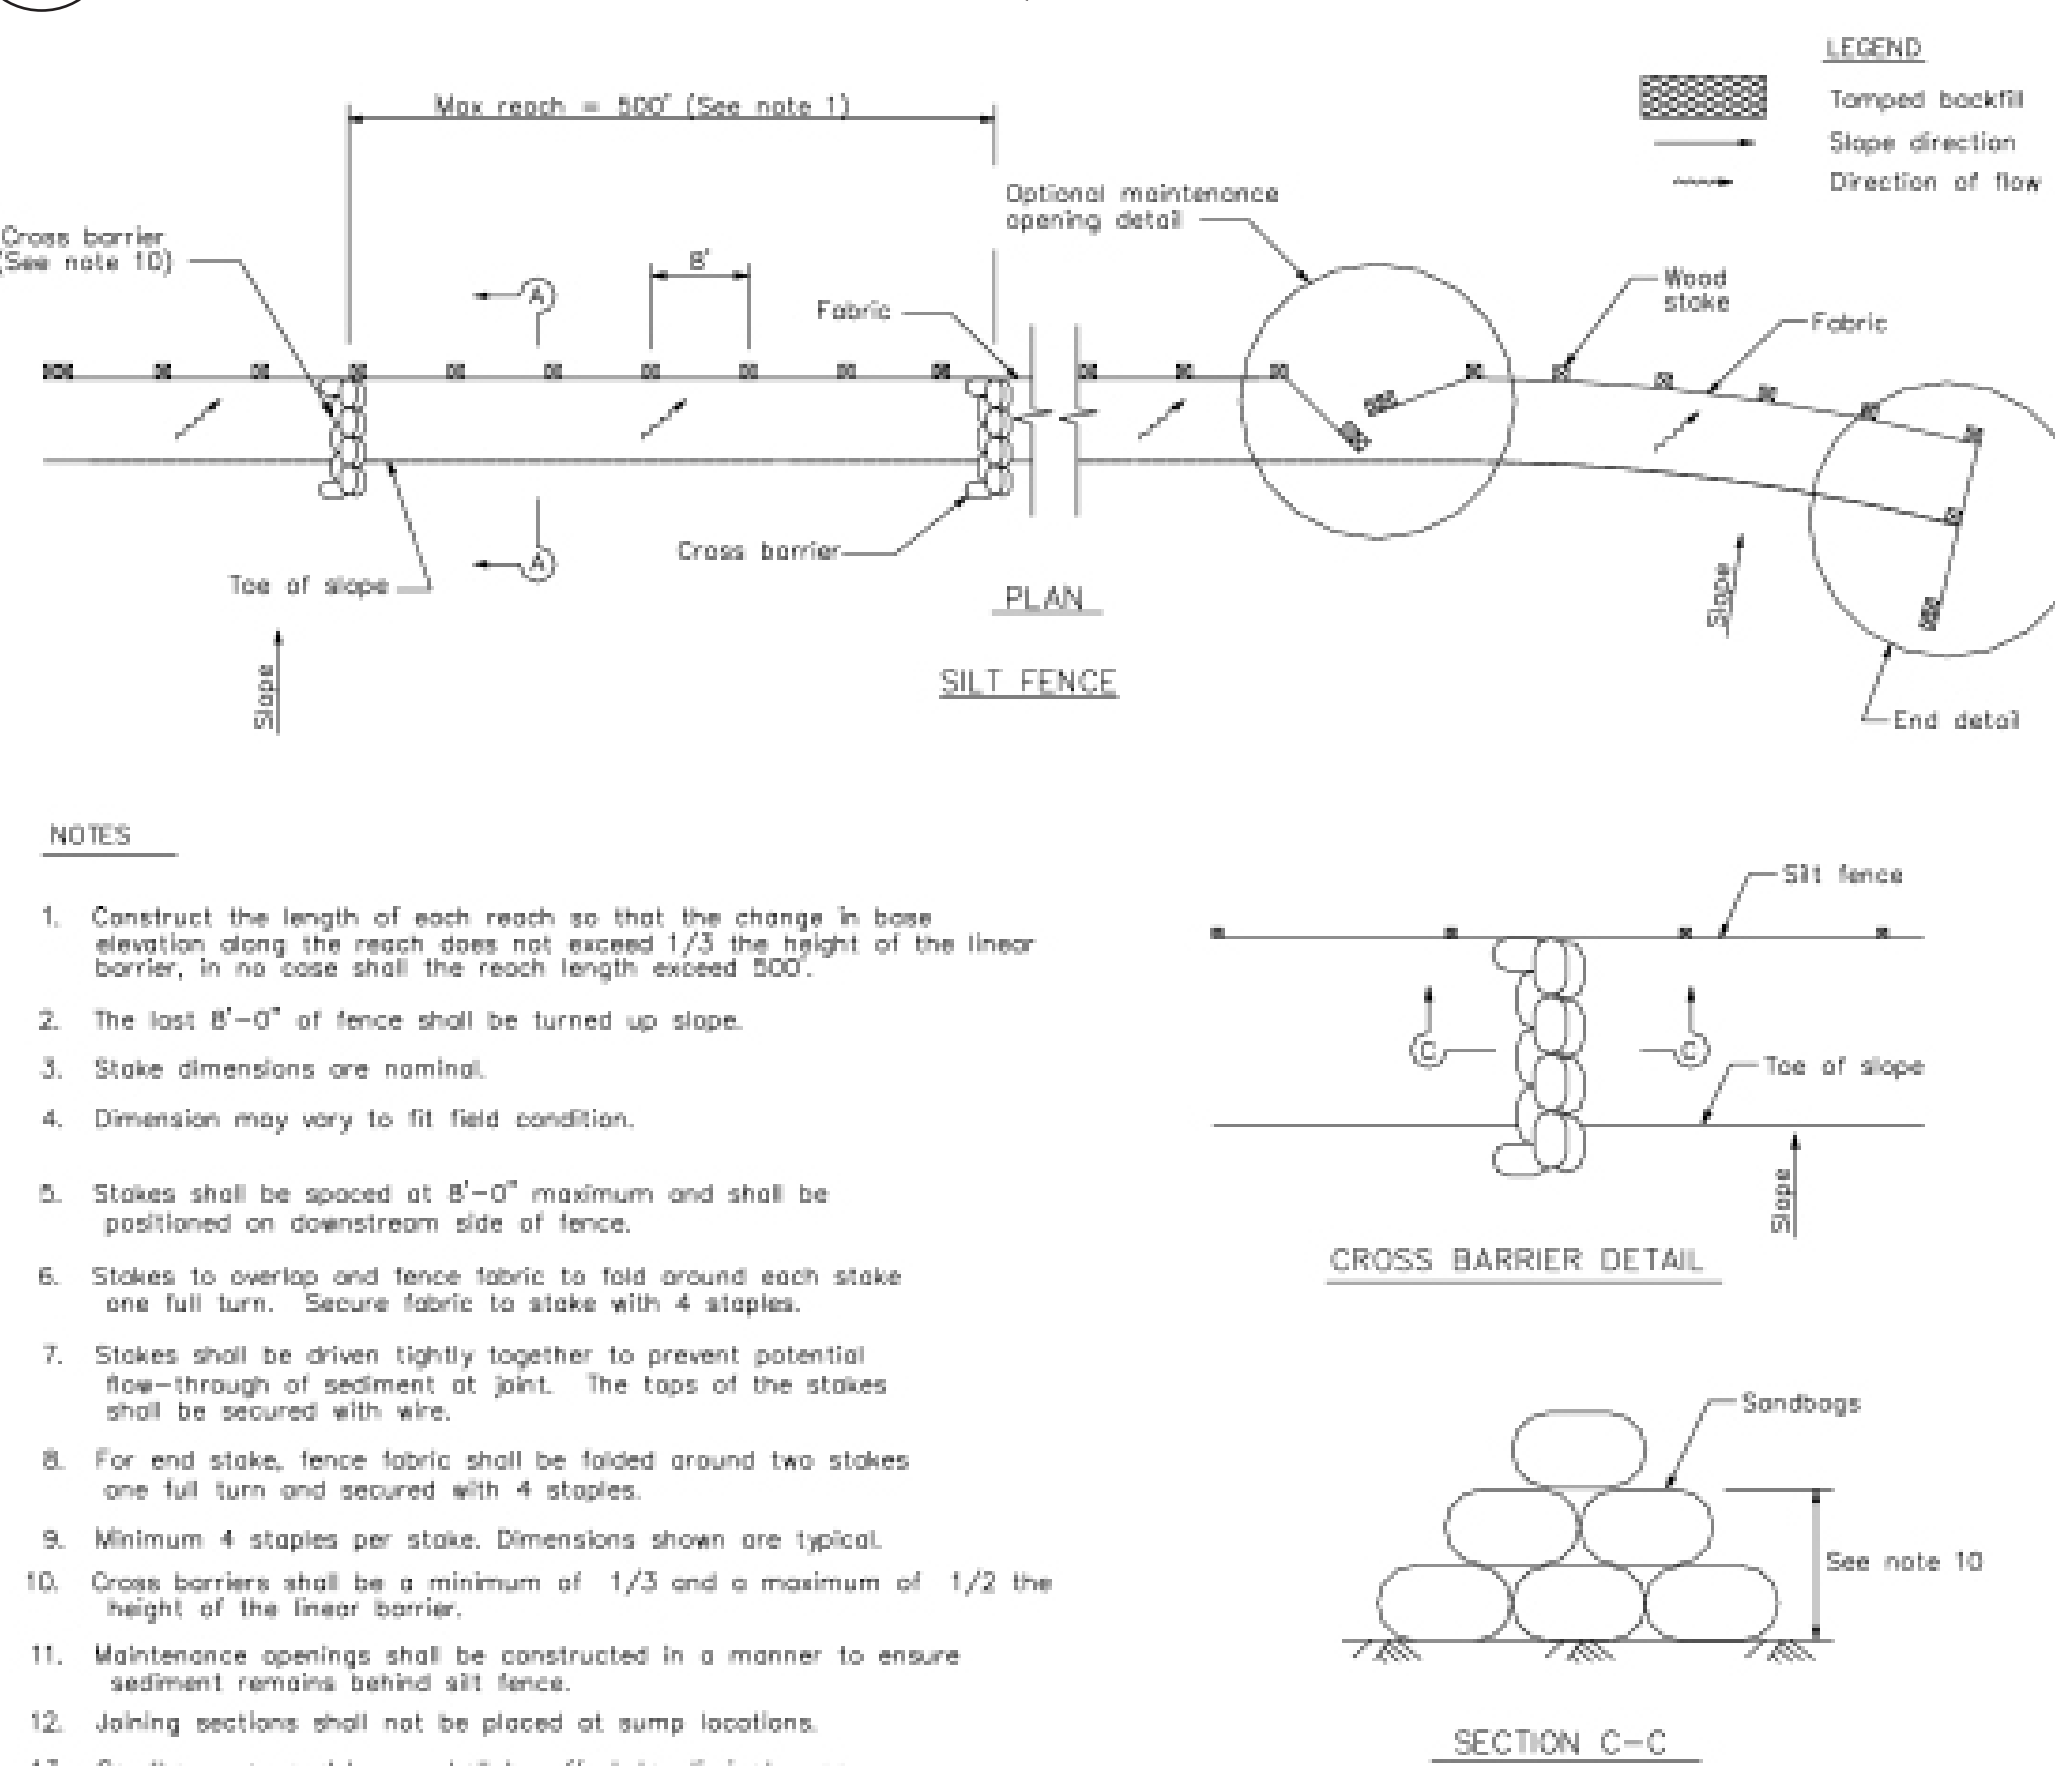 LEGEND
Tamped backfill
Slope direction
Direction of flow
Max reach = 500' (See note 1)
Optional maintenance
opening detail
Cross barrier
(See note 10)
8'
A
Fabric
Wood
stake
Fabric
Cross barrier
A
Toe of slope
PLAN
Slope
Slope
SILT FENCE
End detail
NOTES
1. Construct the length of each reach so that the change in base
elevation along the reach does not exceed 1/3 the height of the linear
barrier, in no case shall the reach length exceed 500'.
2. The last 8'-0" of fence shall be turned up slope.
3. Stake dimensions are nominal.
4. Dimension may vary to fit field condition.
5. Stakes shall be spaced at 8'-0" maximum and shall be
positioned on downstream side of fence.
6. Stakes to overlap and fence fabric to fold around each stake
one full turn. Secure fabric to stake with 4 staples.
7. Stakes shall be driven tightly together to prevent potential
flow-through of sediment at joint. The tops of the stakes
shall be secured with wire.
8. For end stake, fence fabric shall be folded around two stakes
one full turn and secured with 4 staples.
9. Minimum 4 staples per stake. Dimensions shown are typical.
10. Cross barriers shall be a minimum of 1/3 and a maximum of 1/2 the
height of the linear barrier.
11. Maintenance openings shall be constructed in a manner to ensure
sediment remains behind silt fence.
12. Joining sections shall not be placed at sump locations.
Silt fence
C
C
Toe of slope
Slope
CROSS BARRIER DETAIL
Sandbags
See note 10
SECTION C-C